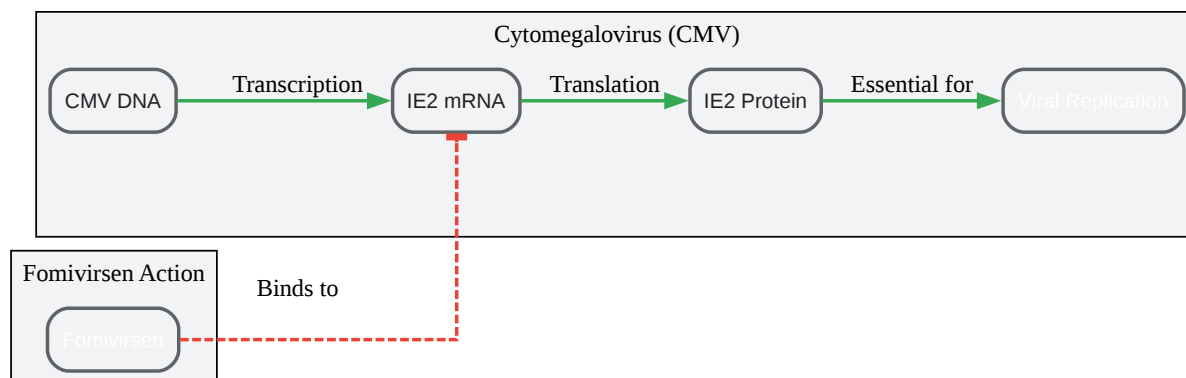 Cytomegalovirus (CMV)
CMV DNA
Transcription
IE2 mRNA
Translation
IE2 Protein
Essential for
Viral Replication
Fomivirsen Action
Binds to
Fomivirsen